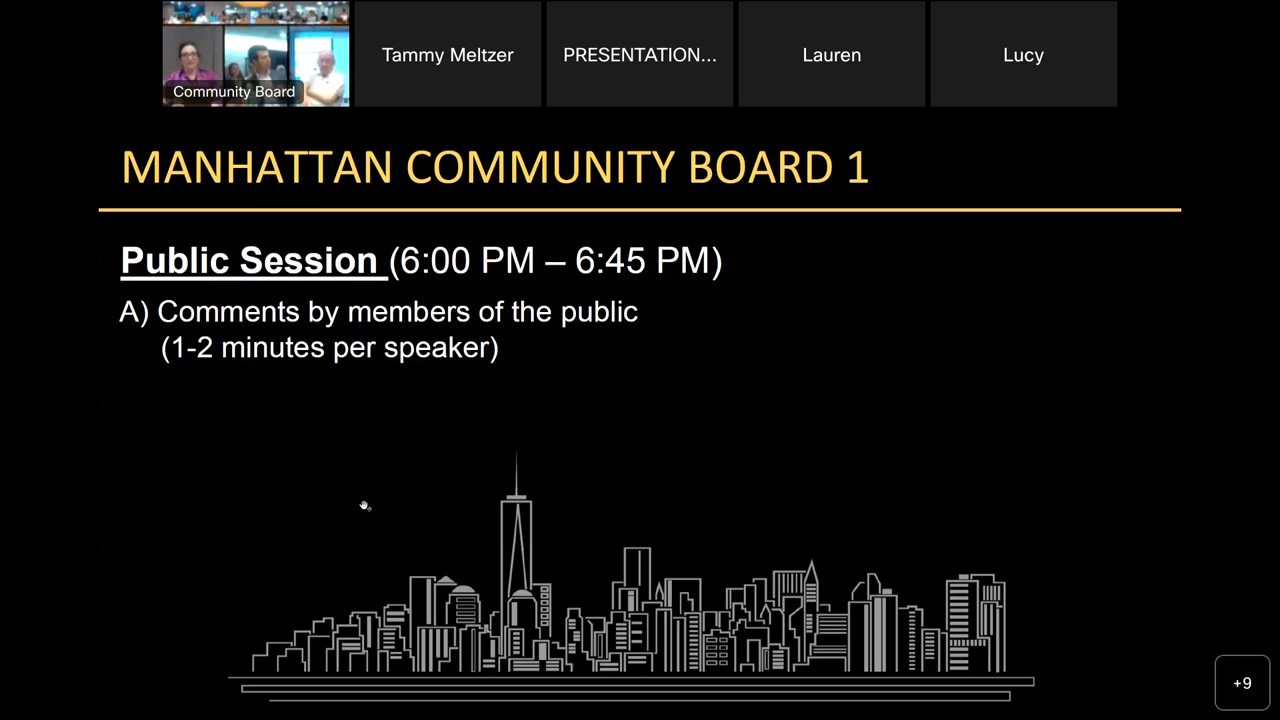 Community Board
Tammy Meltzer
PRESENTATION...
Lauren
Lucy
MANHATTAN COMMUNITY BOARD 1
Public Session (6:00 PM – 6:45 PM)
A) Comments by members of the public
(1-2 minutes per speaker)
+9